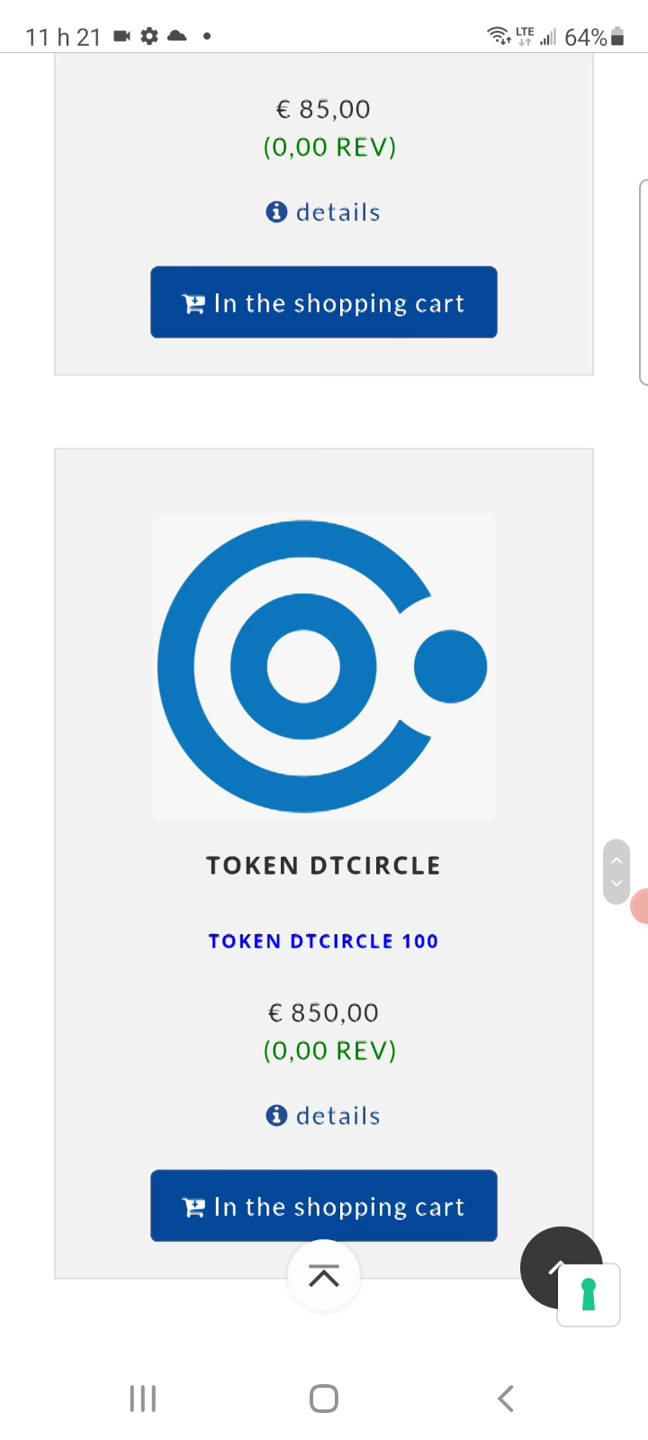 11 h 21 LTE 64%
€ 85,00
(0,00 REV)
details
In the shopping cart
TOKEN DTCIRCLE
TOKEN DTCIRCLE 100
€ 850,00
(0,00 REV)
details
In the shopping cart